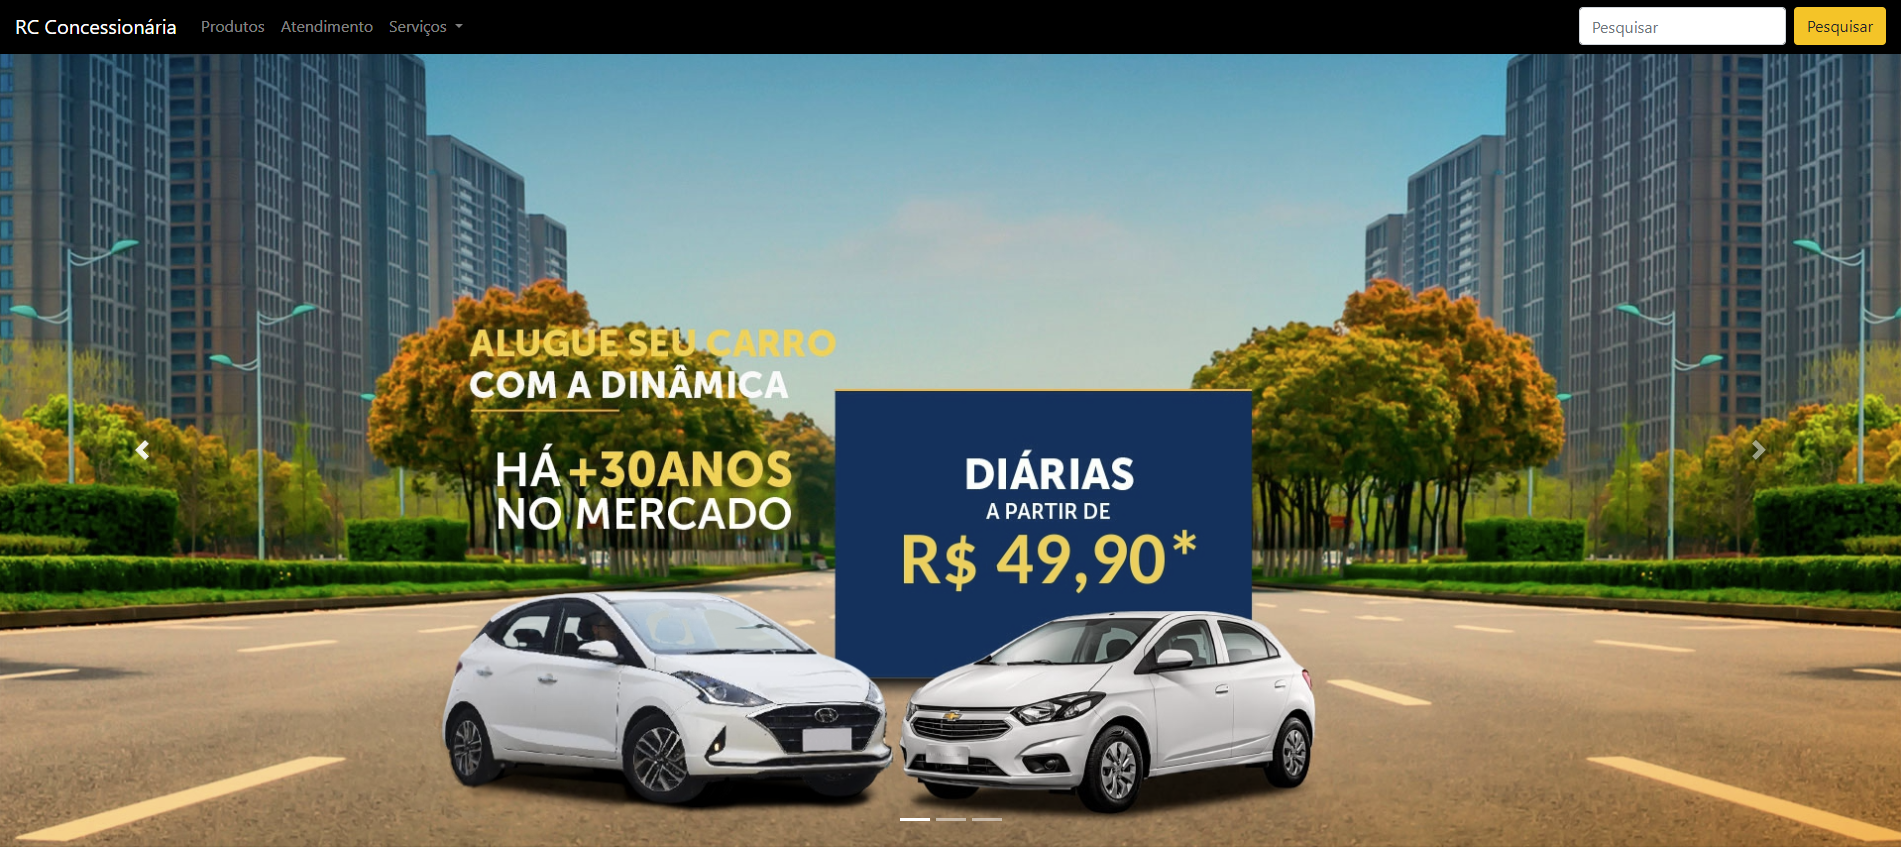 RC Concessionária
Produtos
Atendimento
Serviços
Pesquisar
Pesquisar
ALUGUE SEU CARRO
COM A DINÂMICA
HÁ +30ANOS
NO MERCADO
DIÁRIAS
A PARTIR DE
R$ 49,90*